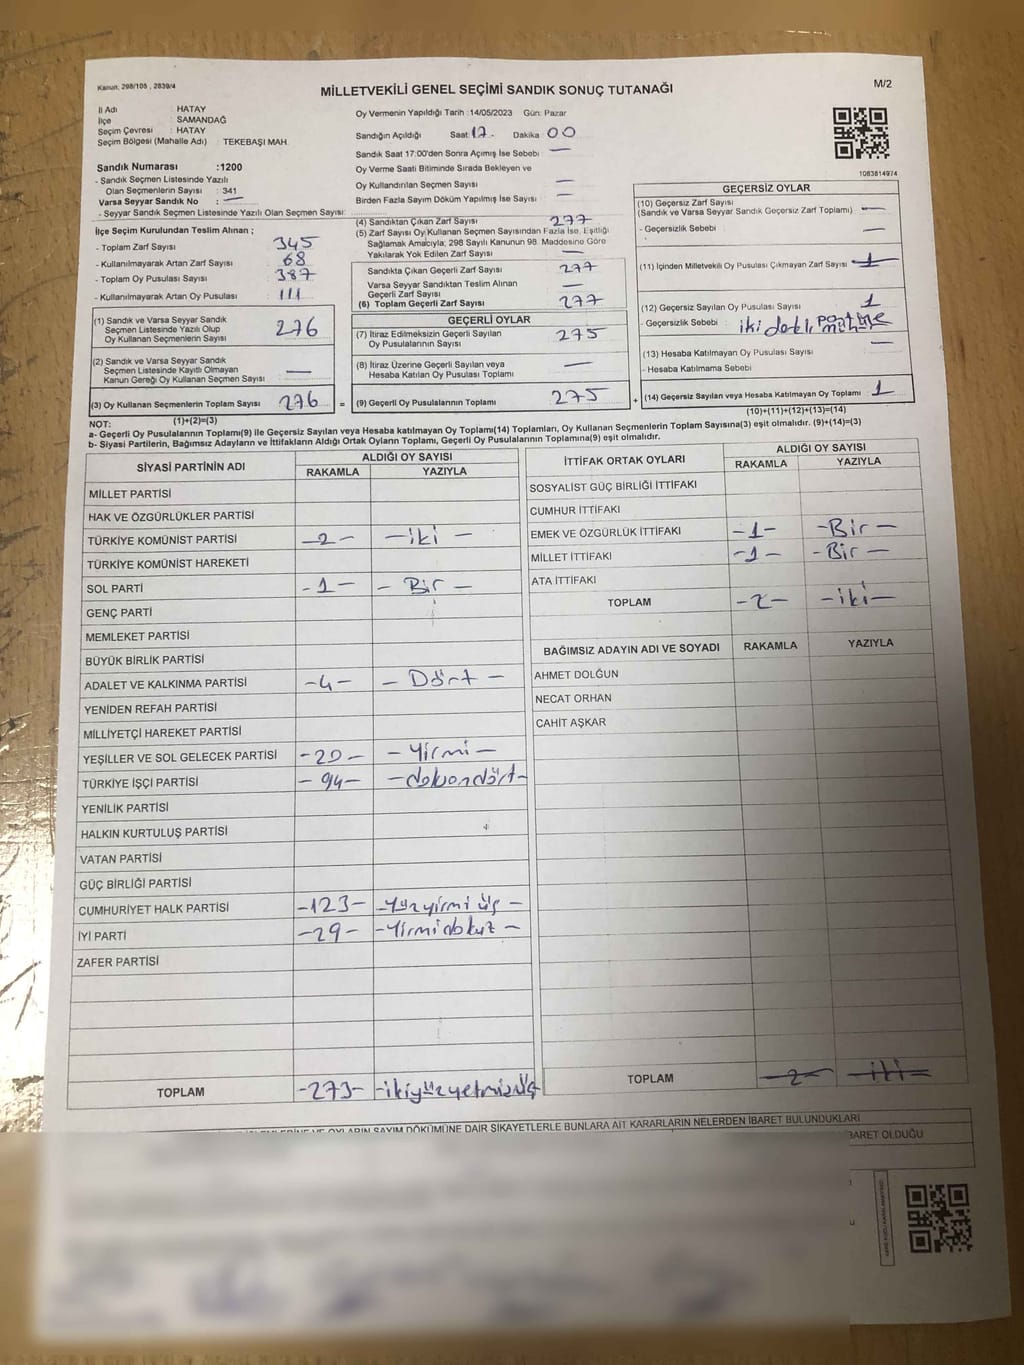 Kanun. 298/105 , 2839/4
MİLLETVEKİLİ GENEL SEÇİMİ SANDIK SONUÇ TUTANAĞI
M/2
İl Adı HATAY
İlçe SAMANDAĞ
Seçim Çevresi : HATAY
Seçim Bölgesi (Mahalle Adı) : TEKEBAŞI MAH.
Sandık Numarası :1200
- Sandık Seçmen Listesinde Yazılı
Olan Seçmenlerin Sayısı : 341
Varsa Seyyar Sandık No : —
- Seyyar Sandık Seçmen Listesinde Yazılı Olan Seçmen Sayısı:
Oy Vermenin Yapıldığı Tarih :14/05/2023 Gün: Pazar
Sandığın Açıldığı Saat 17. Dakika 00
Sandık Saat 17:00'den Sonra Açımış İse Sebebi —
Oy Verme Saati Bitiminde Sırada Bekleyen ve
Oy Kullandırılan Seçmen Sayısı —
Birden Fazla Sayım Döküm Yapılmış İse Sayısı : —
1083814974
İlçe Seçim Kurulundan Teslim Alınan ;
- Toplam Zarf Sayısı 345
- Kullanılmayarak Artan Zarf Sayısı 68
- Toplam Oy Pusulası Sayısı 387
- Kullanılmayarak Artan Oy Pusulası : 111
(1) Sandık ve Varsa Seyyar Sandık
Seçmen Listesinde Yazılı Olup
Oy Kullanan Seçmenlerin Sayısı 276
(2) Sandık ve Varsa Seyyar Sandık
Seçmen Listesinde Kayıtlı Olmayan
Kanun Gereği Oy Kullanan Seçmen Sayısı —
(3) Oy Kullanan Seçmenlerin Toplam Sayısı 276 =
(1)+(2)=(3)
(4) Sandıktan Çıkan Zarf Sayısı 277
(5) Zarf Sayısı Oy Kullanan Seçmen Sayısından Fazla İse, Eşitliği
Sağlamak Amacıyla; 298 Sayılı Kanunun 98. Maddesine Göre
Yakılarak Yok Edilen Zarf Sayısı —
Sandıkta Çıkan Geçerli Zarf Sayısı 277
Varsa Seyyar Sandıktan Teslim Alınan
Geçerli Zarf Sayısı —
(6) Toplam Geçerli Zarf Sayısı 277
GEÇERLİ OYLAR
(7) İtiraz Edilmeksizin Geçerli Sayılan
Oy Pusulalarının Sayısı 275
(8) İtiraz Üzerine Geçerli Sayılan veya
Hesaba Katılan Oy Pusulası Toplamı —
(9) Geçerli Oy Pusulalarının Toplamı 275 +
GEÇERSİZ OYLAR
(10) Geçersiz Zarf Sayısı
(Sandık ve Varsa Seyyar Sandık Geçersiz Zarf Toplamı) —
- Geçersizlik Sebebi : —
(11) İçinden Milletvekili Oy Pusulası Çıkmayan Zarf Sayısı : 1
(12) Geçersiz Sayılan Oy Pusulası Sayısı 1
- Geçersizlik Sebebi : iki
(13) Hesaba Katılmayan Oy Pusulası Sayısı —
- Hesaba Katılmama Sebebi
(14) Geçersiz Sayılan veya Hesaba Katılmayan Oy Toplamı : 1
(10)+(11)+(12)+(13)=(14)
NOT:
a- Geçerli Oy Pusulalarının Toplamı(9) ile Geçersiz Sayılan veya Hesaba katılmayan Oy Toplamı(14) Toplamları, Oy Kullanan Seçmenlerin Toplam Sayısına(3) eşit olmalıdır. (9)+(14)=(3)
b- Siyasi Partilerin, Bağımsız Adayların ve İttifakların Aldığı Ortak Oyların Toplamı, Geçerli Oy Pusulalarının Toplamına(9) eşit olmalıdır.
SİYASİ PARTİNİN ADI ALDIĞI OY SAYISI
RAKAMLA YAZIYLA
MİLLET PARTİSİ
HAK VE ÖZGÜRLÜKLER PARTİSİ
TÜRKİYE KOMÜNİST PARTİSİ —2— —iki—
TÜRKİYE KOMÜNİST HAREKETİ
SOL PARTİ -1— — Bir —
GENÇ PARTİ
MEMLEKET PARTİSİ
BÜYÜK BİRLİK PARTİSİ
ADALET VE KALKINMA PARTİSİ -4— — Dört —
YENİDEN REFAH PARTİSİ
MİLLİYETÇİ HAREKET PARTİSİ
YEŞİLLER VE SOL GELECEK PARTİSİ -20— — Yirmi —
TÜRKİYE İŞÇİ PARTİSİ - 94— —doksandört—
YENİLİK PARTİSİ
HALKIN KURTULUŞ PARTİSİ
VATAN PARTİSİ
GÜÇ BİRLİĞİ PARTİSİ
CUMHURİYET HALK PARTİSİ -123- -Yüzyirmi üç —
İYİ PARTİ -29— -Yirmidokuz —
ZAFER PARTİSİ
TOPLAM -273- -ikiyüzyetmişüç
İTTİFAK ORTAK OYLARI ALDIĞI OY SAYISI
RAKAMLA YAZIYLA
SOSYALİST GÜÇ BİRLİĞİ İTTİFAKI
CUMHUR İTTİFAKI
EMEK VE ÖZGÜRLÜK İTTİFAKI -1- -Bir —
MİLLET İTTİFAKI -1- - Bir —
ATA İTTİFAKI
TOPLAM -2— —iki—
BAĞIMSIZ ADAYIN ADI VE SOYADI RAKAMLA YAZIYLA
AHMET DOLĞUN
NECAT ORHAN
CAHİT AŞKAR
TOPLAM —2— —iki—
OYLARIN SAYIM DÖKÜMÜNE DAİR ŞİKAYETLERLE BUNLARA AİT KARARLARIN NELERDEN İBARET BULUNDUKLARI
BARET OLDUĞU